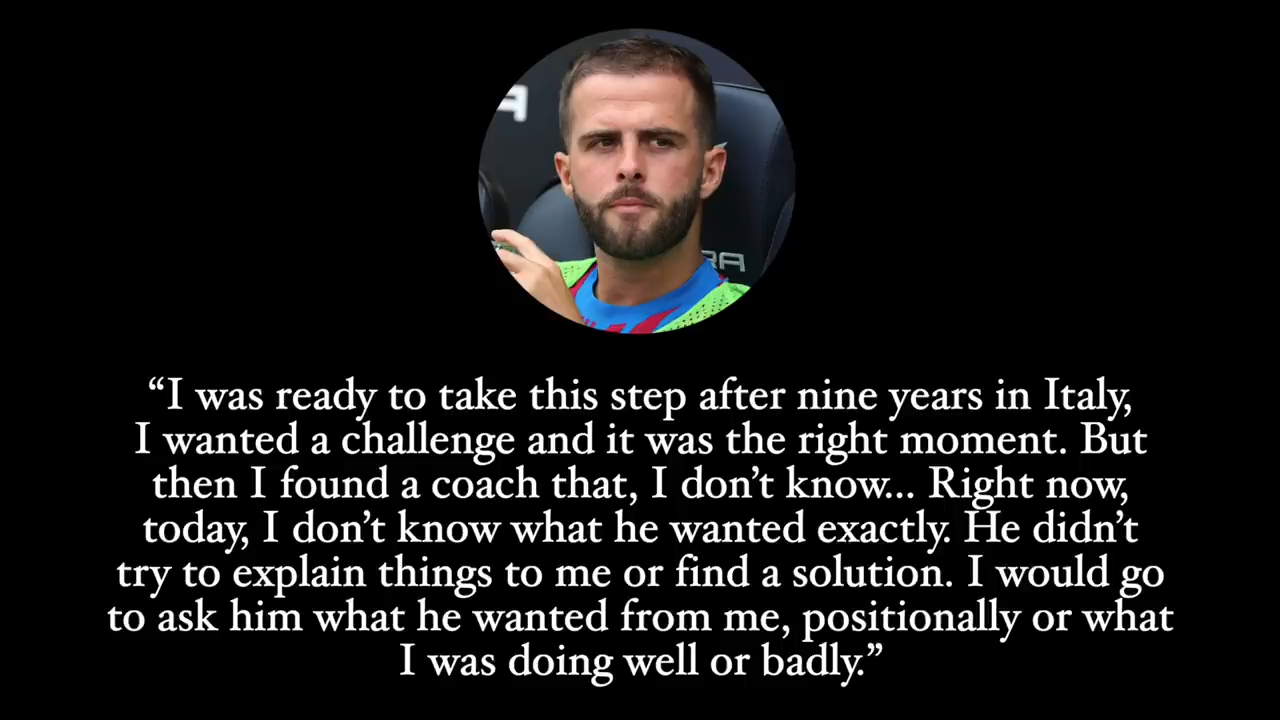 A
RA
“I was ready to take this step after nine years in Italy,
I wanted a challenge and it was the right moment. But
then I found a coach that, I don’t know... Right now,
today, I don’t know what he wanted exactly. He didn’t
try to explain things to me or find a solution. I would go
to ask him what he wanted from me, positionally or what
I was doing well or badly.”